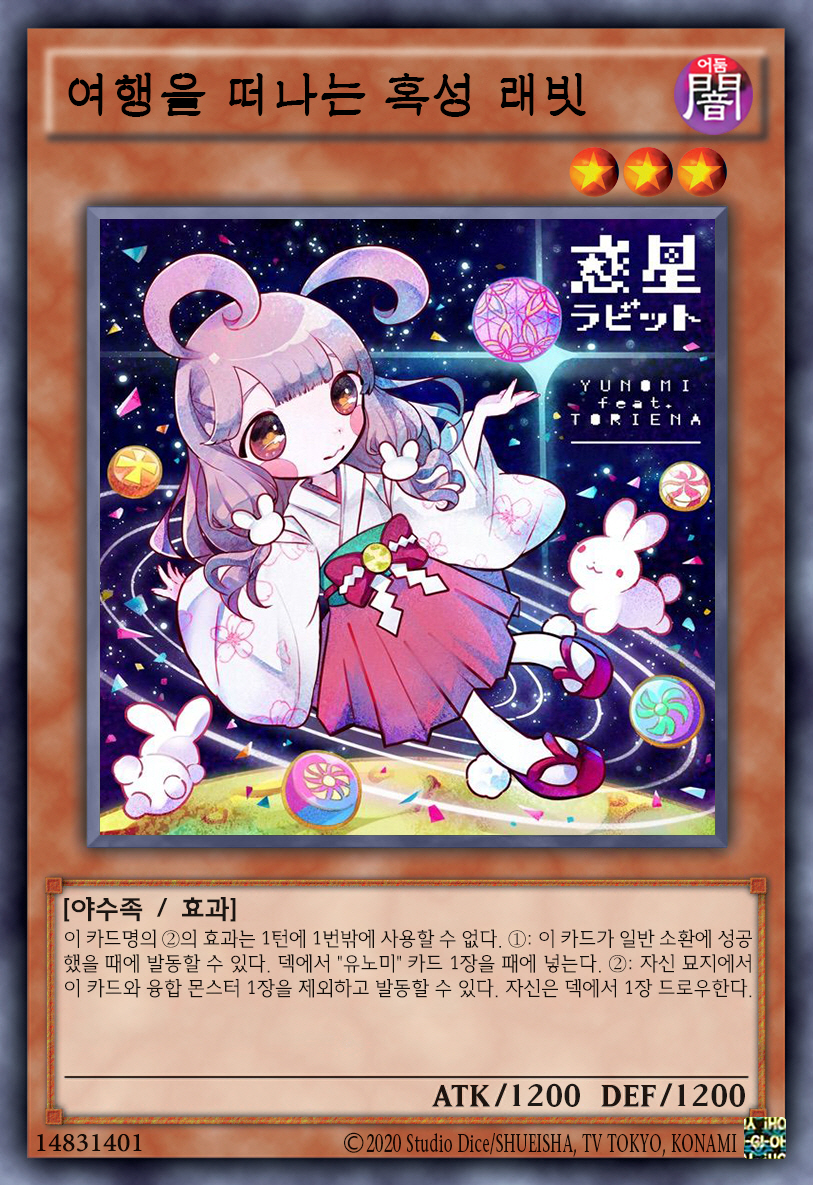 여행을 떠나는 혹성 래빗
어둠
闇
惑星
ラビット
YUNOMI
feat.
TORIENA
[야수족 / 효과]
이 카드명의 ②의 효과는 1턴에 1번밖에 사용할 수 없다. ①: 이 카드가 일반 소환에 성공
했을 때에 발동할 수 있다. 덱에서 "유노미" 카드 1장을 패에 넣는다. ②: 자신 묘지에서
이 카드와 융합 몬스터 1장을 제외하고 발동할 수 있다. 자신은 덱에서 1장 드로우한다.
ATK/1200 DEF/1200
14831401
©2020 Studio Dice/SHUEISHA, TV TOKYO, KONAMI